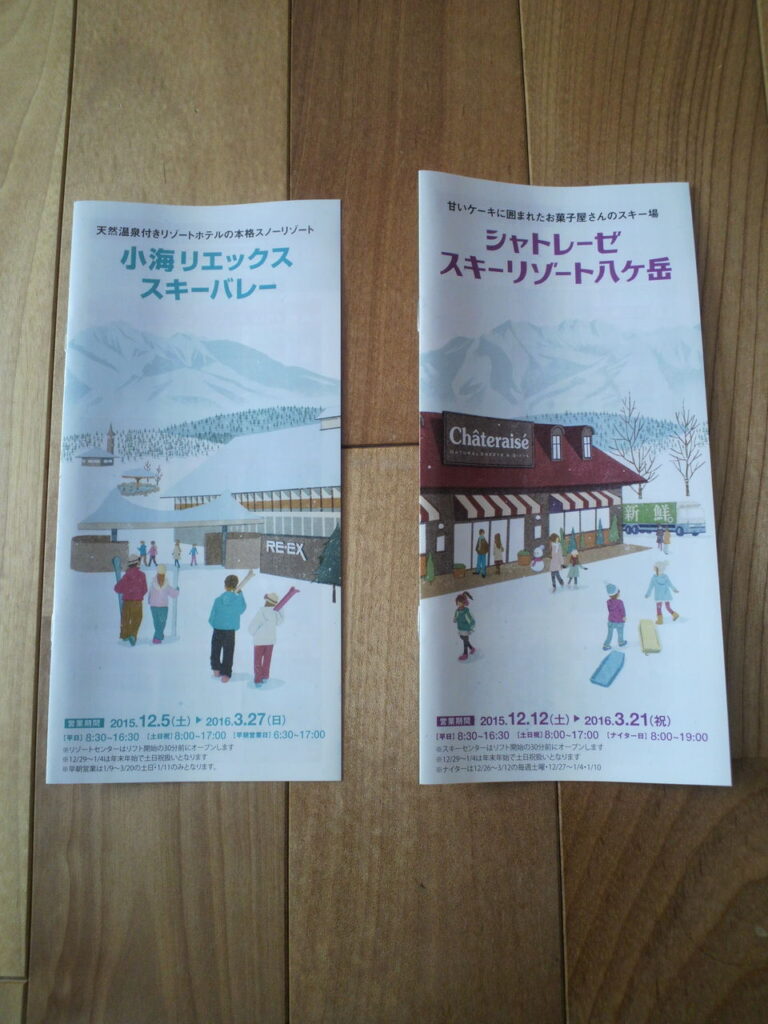 天然温泉付きリゾートホテルの本格スノーリゾート
小海リエックス
スキーバレー
RE-EX
営業期間 2015.12.5(土)▶2016.3.27(日)
[平日] 8:30~16:30 [土日祝] 8:00~17:00 [早朝営業日] 6:30~17:00
※リゾートセンターはリフト開始の30分前にオープンします
※12/29~1/4は年末年始で土日祝扱いとなります
※早朝営業は1/9~3/20の土日・1/11のみとなります。
甘いケーキに囲まれたお菓子屋さんのスキー場
シャトレーゼ
スキーリゾート八ケ岳
Châteraisé
新鮮。
営業期間 2015.12.12(土)▶2016.3.21(祝)
[平日] 8:30~16:30 [土日祝] 8:00~17:00 [ナイター日] 8:00~19:00
※スキーセンターはリフト開始の30分前にオープンします
※12/29~1/4は年末年始で土日祝扱いとなります
※ナイターは12/26~3/12の毎週土曜・12/27~1/4・1/10